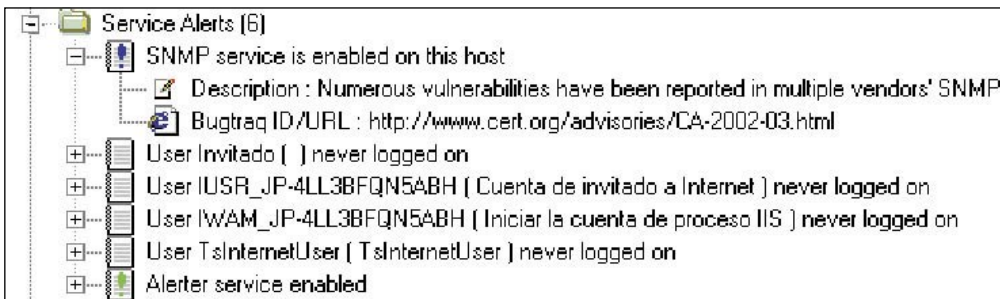 Service Alerts (6)
SNMP service is enabled on this host
Description : Numerous vulnerabilities have been reported in multiple vendors' SNMP
Bugtraq ID/URL : http://www.cert.org/advisories/CA-2002-03.html
User Invitado ( ) never logged on
User IUSR_JP-4LL3BFQN5ABH ( Cuenta de invitado a Internet ) never logged on
User IWAM_JP-4LL3BFQN5ABH ( Iniciar la cuenta de proceso IIS ) never logged on
User TsInternetUser ( TsInternetUser ) never logged on
Alerter service enabled